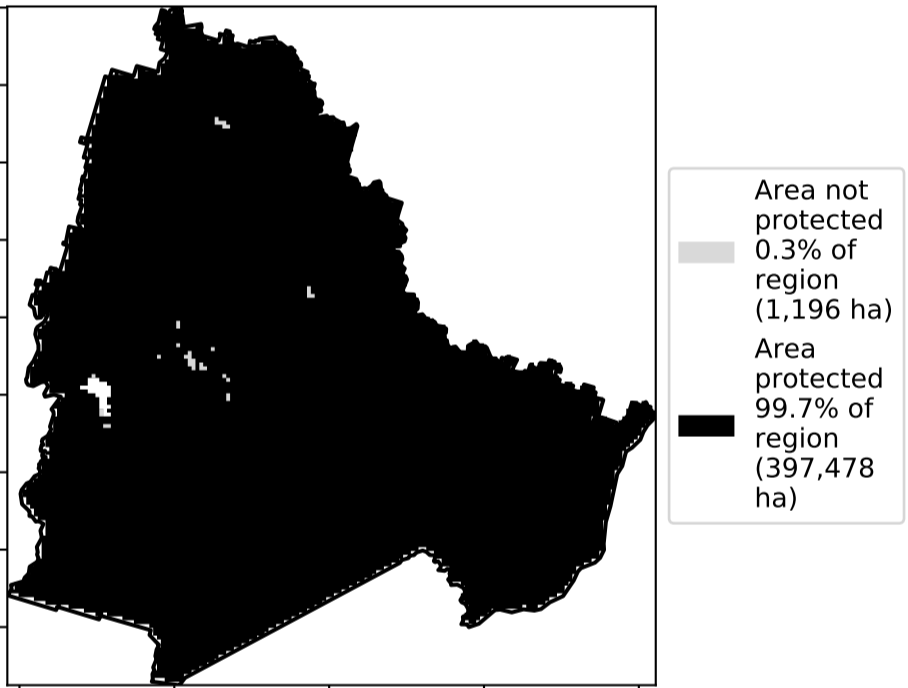 Area not
protected
0.3% of
region
(1,196 ha)
Area
protected
99.7% of
region
(397,478
ha)